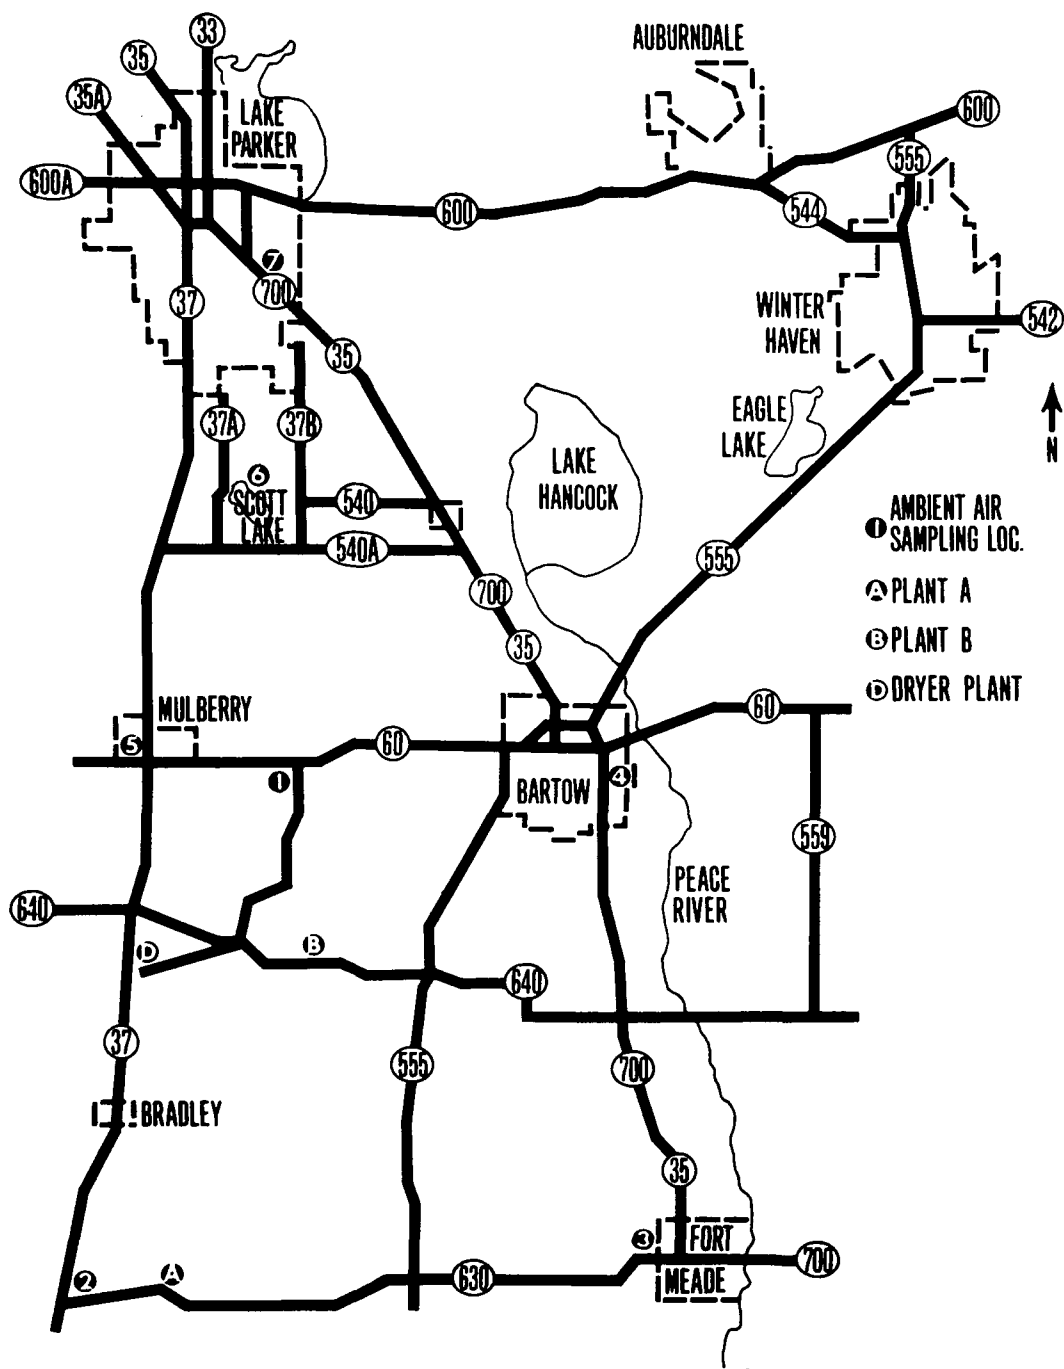 33
35
AUBURNDALE
35A
LAKE
PARKER
600
555
600A
600
544
7
700
37
WINTER
HAVEN
542
35
EAGLE
LAKE
37A
37B
N
LAKE
HANCOCK
6
SCOTT
LAKE
540
540A
1 AMBIENT AIR
SAMPLING LOC.
555
700
A PLANT A
35
B PLANT B
D DRYER PLANT
MULBERRY
60
5
60
1
BARTOW
4
559
PEACE
RIVER
640
D
B
640
37
555
700
BRADLEY
35
3
FORT
MEADE
700
2
A
630